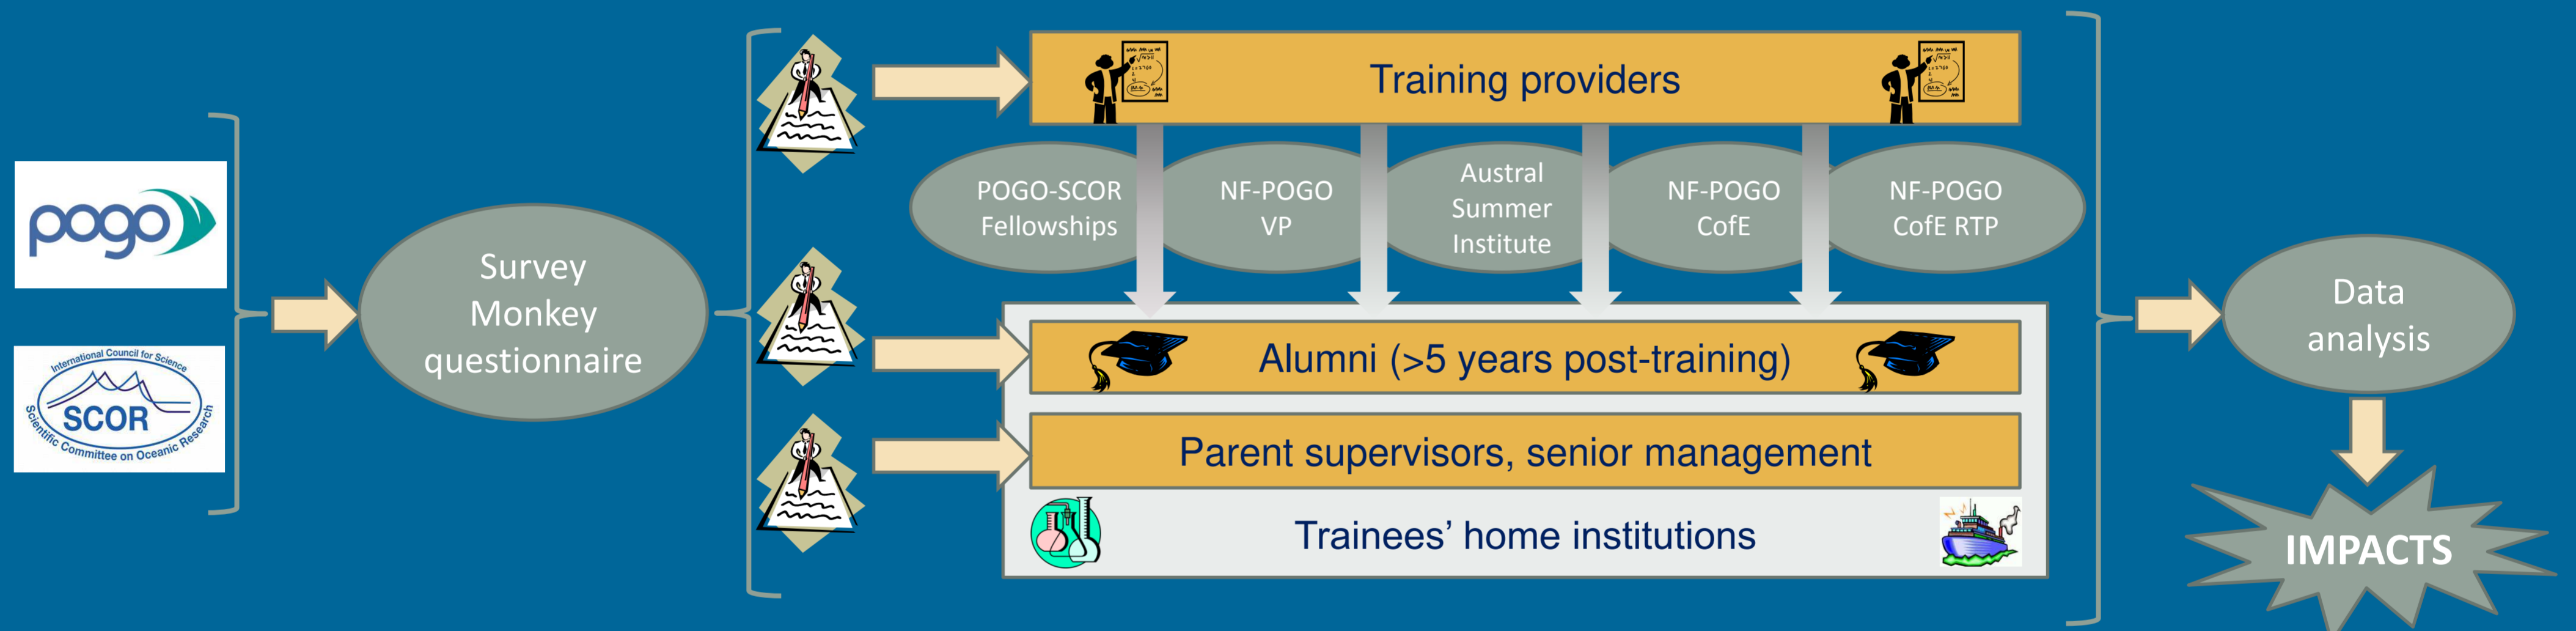 pogo
International Council for Science
SCOR
Scientific Committee on Oceanic Research
Survey
Monkey
questionnaire
Training providers
POGO-SCOR
Fellowships
NF-POGO
VP
Austral
Summer
Institute
NF-POGO
CofE
NF-POGO
CofE RTP
Alumni (>5 years post-training)
Parent supervisors, senior management
Trainees’ home institutions
Data
analysis
IMPACTS